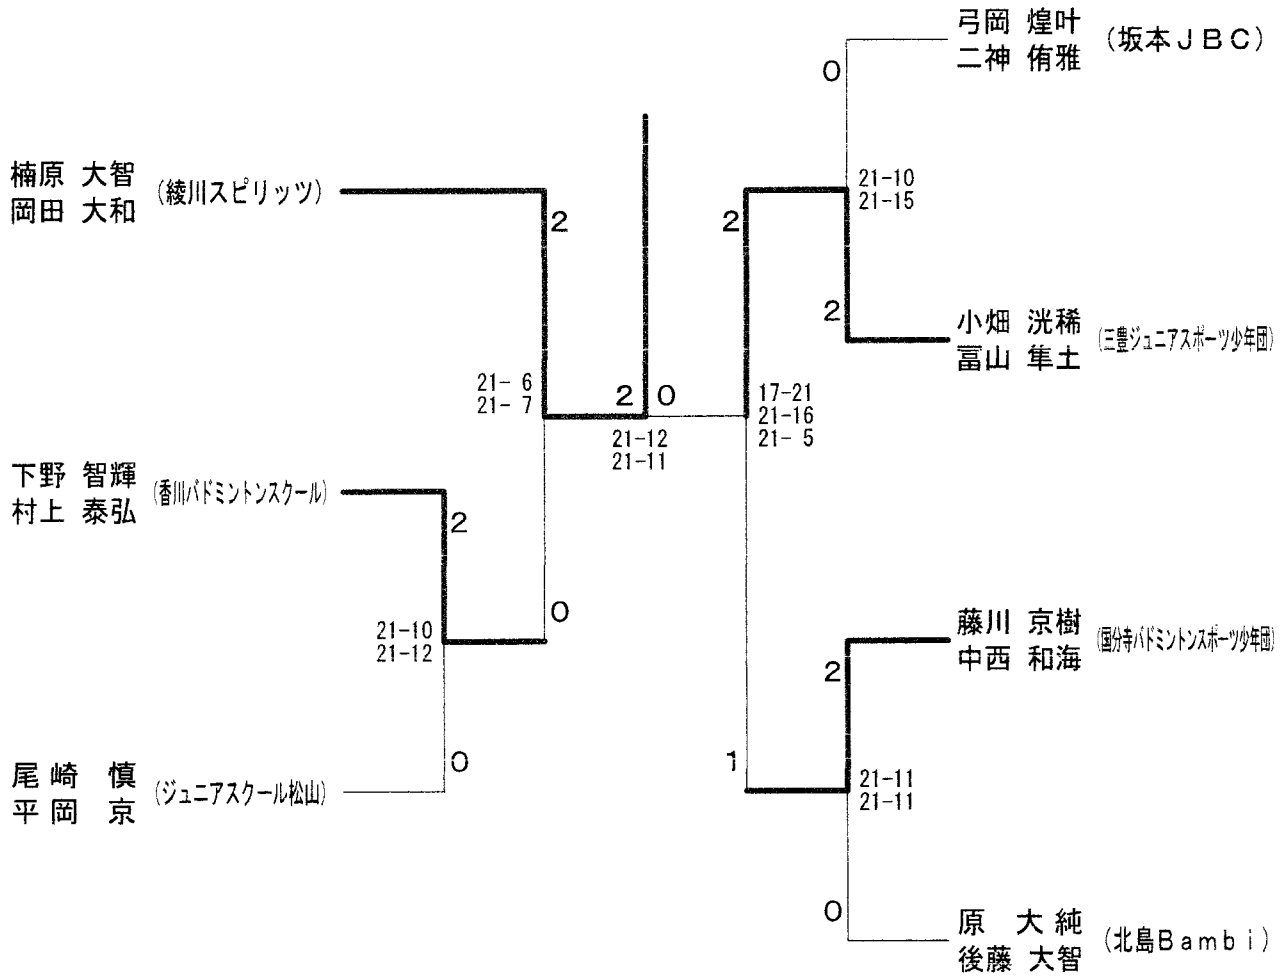 弓岡 煌叶
二神 侑雅
(坂本JBC)
0
楠原 大智
岡田 大和
(綾川スピリッツ)
2
2
21-10
21-15
2
小畑 洸稀
冨山 隼士
(三豊ジュニアスポーツ少年団)
21- 6
21- 7
2
0
21-12
21-11
17-21
21-16
21- 5
下野 智輝
村上 泰弘
(香川バドミントンスクール)
2
0
21-10
21-12
藤川 京樹
中西 和海
(国分寺バドミントンスポーツ少年団)
2
尾崎 慎
平岡 京
(ジュニアスクール松山)
0
1
21-11
21-11
0
原 大純
後藤 大智
(北島Bambi)